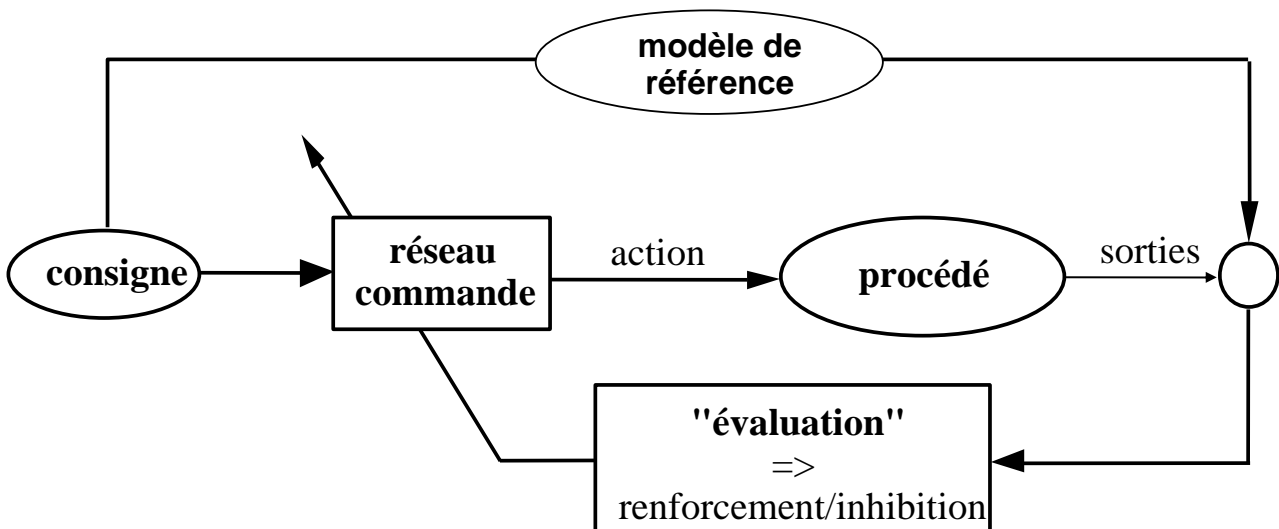 modèle de
référence
consigne
réseau
commande
action
procédé
sorties
"évaluation"
=>
renforcement/inhibition